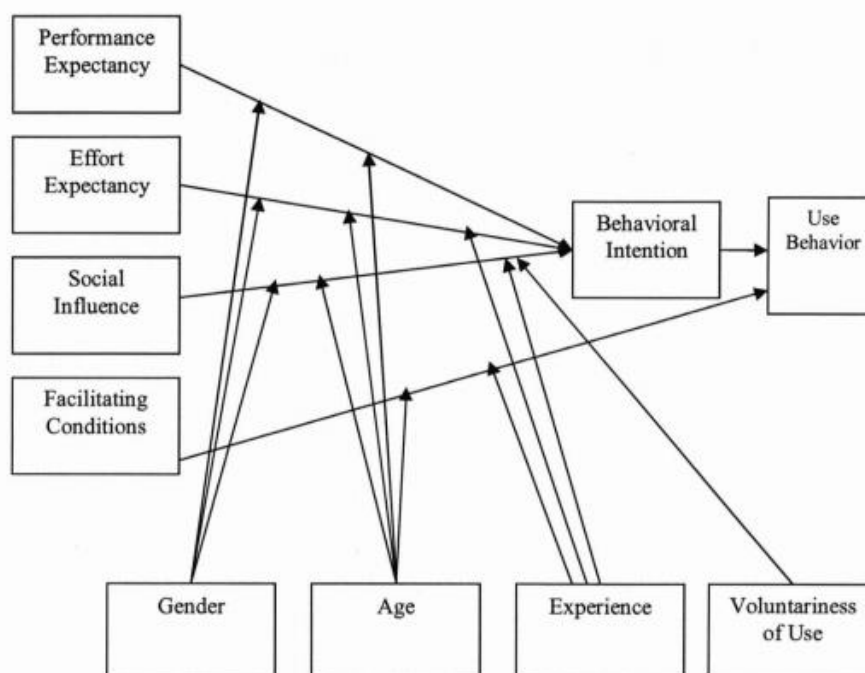 Performance
Expectancy
Effort
Expectancy
Social
Influence
Facilitating
Conditions
Behavioral
Intention
Use
Behavior
Gender
Age
Experience
Voluntariness
of Use